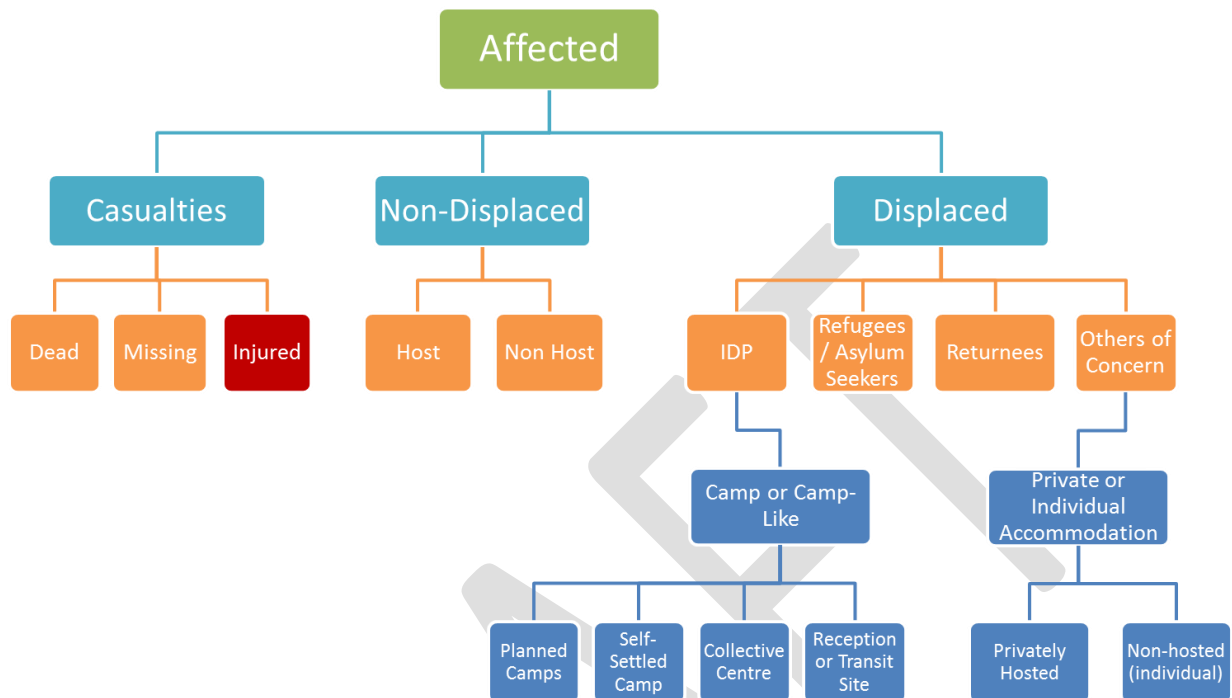 Affected
Casualties
Non-Displaced
Displaced
Dead
Missing
Injured
Host
Non Host
IDP
Refugees
/ Asylum
Seekers
Returnees
Others of
Concern
Camp or Camp-
Like
Private or
Individual
Accommodation
Planned
Camps
Self-
Settled
Camp
Collective
Centre
Reception
or Transit
Site
Privately
Hosted
Non-hosted
(individual)